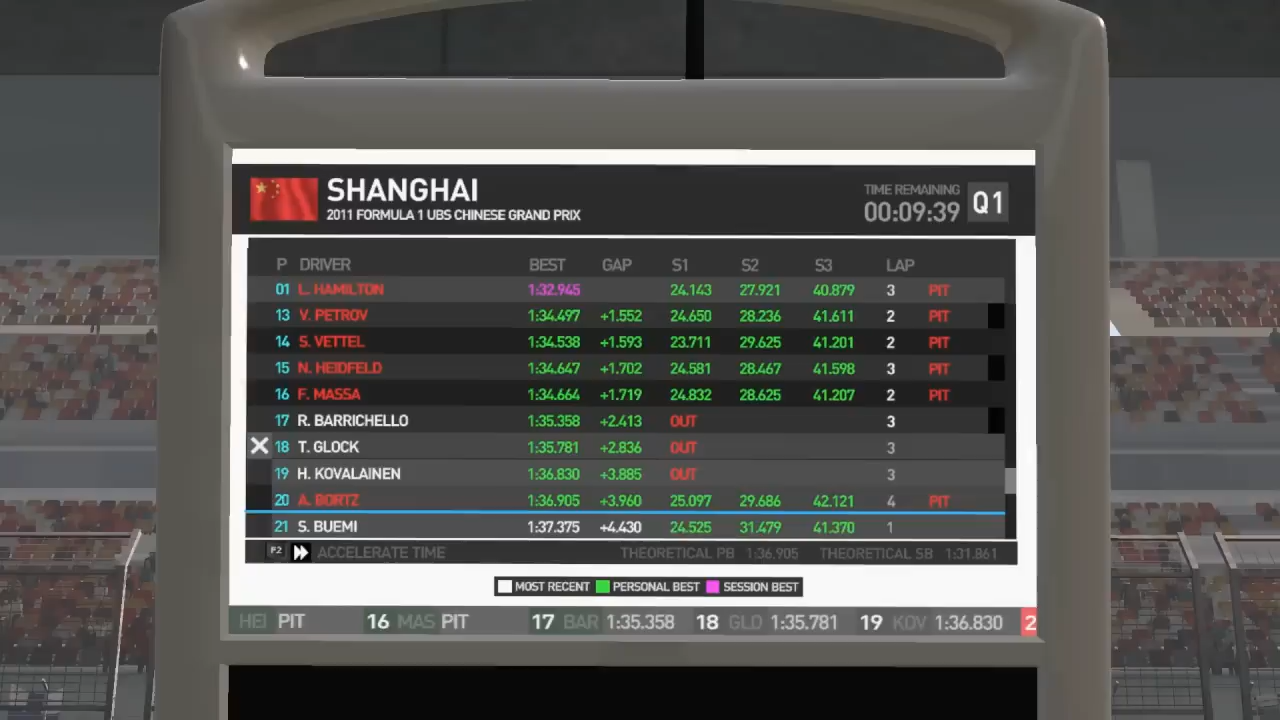 SHANGHAI
2011 FORMULA 1 UBS CHINESE GRAND PRIX
TIME REMAINING
00:09:39
Q1
P DRIVER BEST GAP S1 S2 S3 LAP
01 L. HAMILTON 1:32.945 24.143 27.921 40.879 3 PIT
13 V. PETROV 1:34.497 +1.552 24.650 28.236 41.611 2 PIT
14 S. VETTEL 1:34.538 +1.593 23.711 29.625 41.201 2 PIT
15 N. HEIDFELD 1:34.647 +1.702 24.581 28.467 41.598 3 PIT
16 F. MASSA 1:34.664 +1.719 24.832 28.625 41.207 2 PIT
17 R. BARRICHELLO 1:35.358 +2.413 OUT 3
18 T. GLOCK 1:35.781 +2.836 OUT 3
19 H. KOVALAINEN 1:36.830 +3.885 OUT 3
20 A. BORTZ 1:36.905 +3.960 25.097 29.686 42.121 4 PIT
21 S. BUEMI 1:37.375 +4.430 24.525 31.479 41.370 1
F2 ACCELERATE TIME THEORETICAL PB 1:36.905 THEORETICAL SB 1:31.861
MOST RECENT PERSONAL BEST SESSION BEST
HEI PIT 16 MAS PIT 17 BAR 1:35.358 18 GLO 1:35.781 19 KOV 1:36.830 2